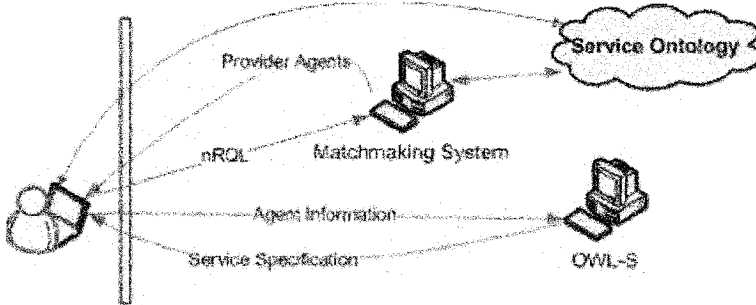 Service Ontology
Provider Agents
nRQL
Matchmaking System
Agent Information
Service Specification
OWL-S